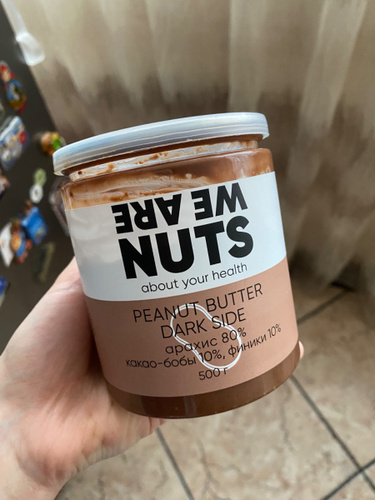 WE ARE
NUTS
about your health
PEANUT BUTTER
DARK SIDE
арахис 80%
какао-бобы 10%, финики 10%
500 г